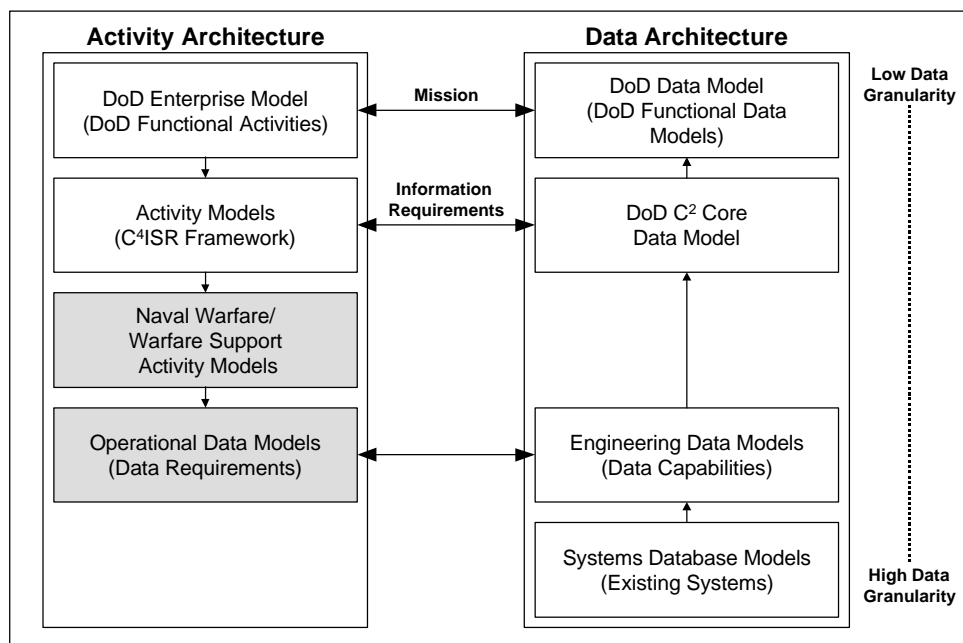 Activity Architecture
DoD Enterprise Model
(DoD Functional Activities)
Activity Models
(C⁴ISR Framework)
Naval Warfare/
Warfare Support
Activity Models
Operational Data Models
(Data Requirements)
Mission
Information
Requirements
Data Architecture
DoD Data Model
(DoD Functional Data
Models)
DoD C² Core
Data Model
Engineering Data Models
(Data Capabilities)
Systems Database Models
(Existing Systems)
Low Data
Granularity
High Data
Granularity